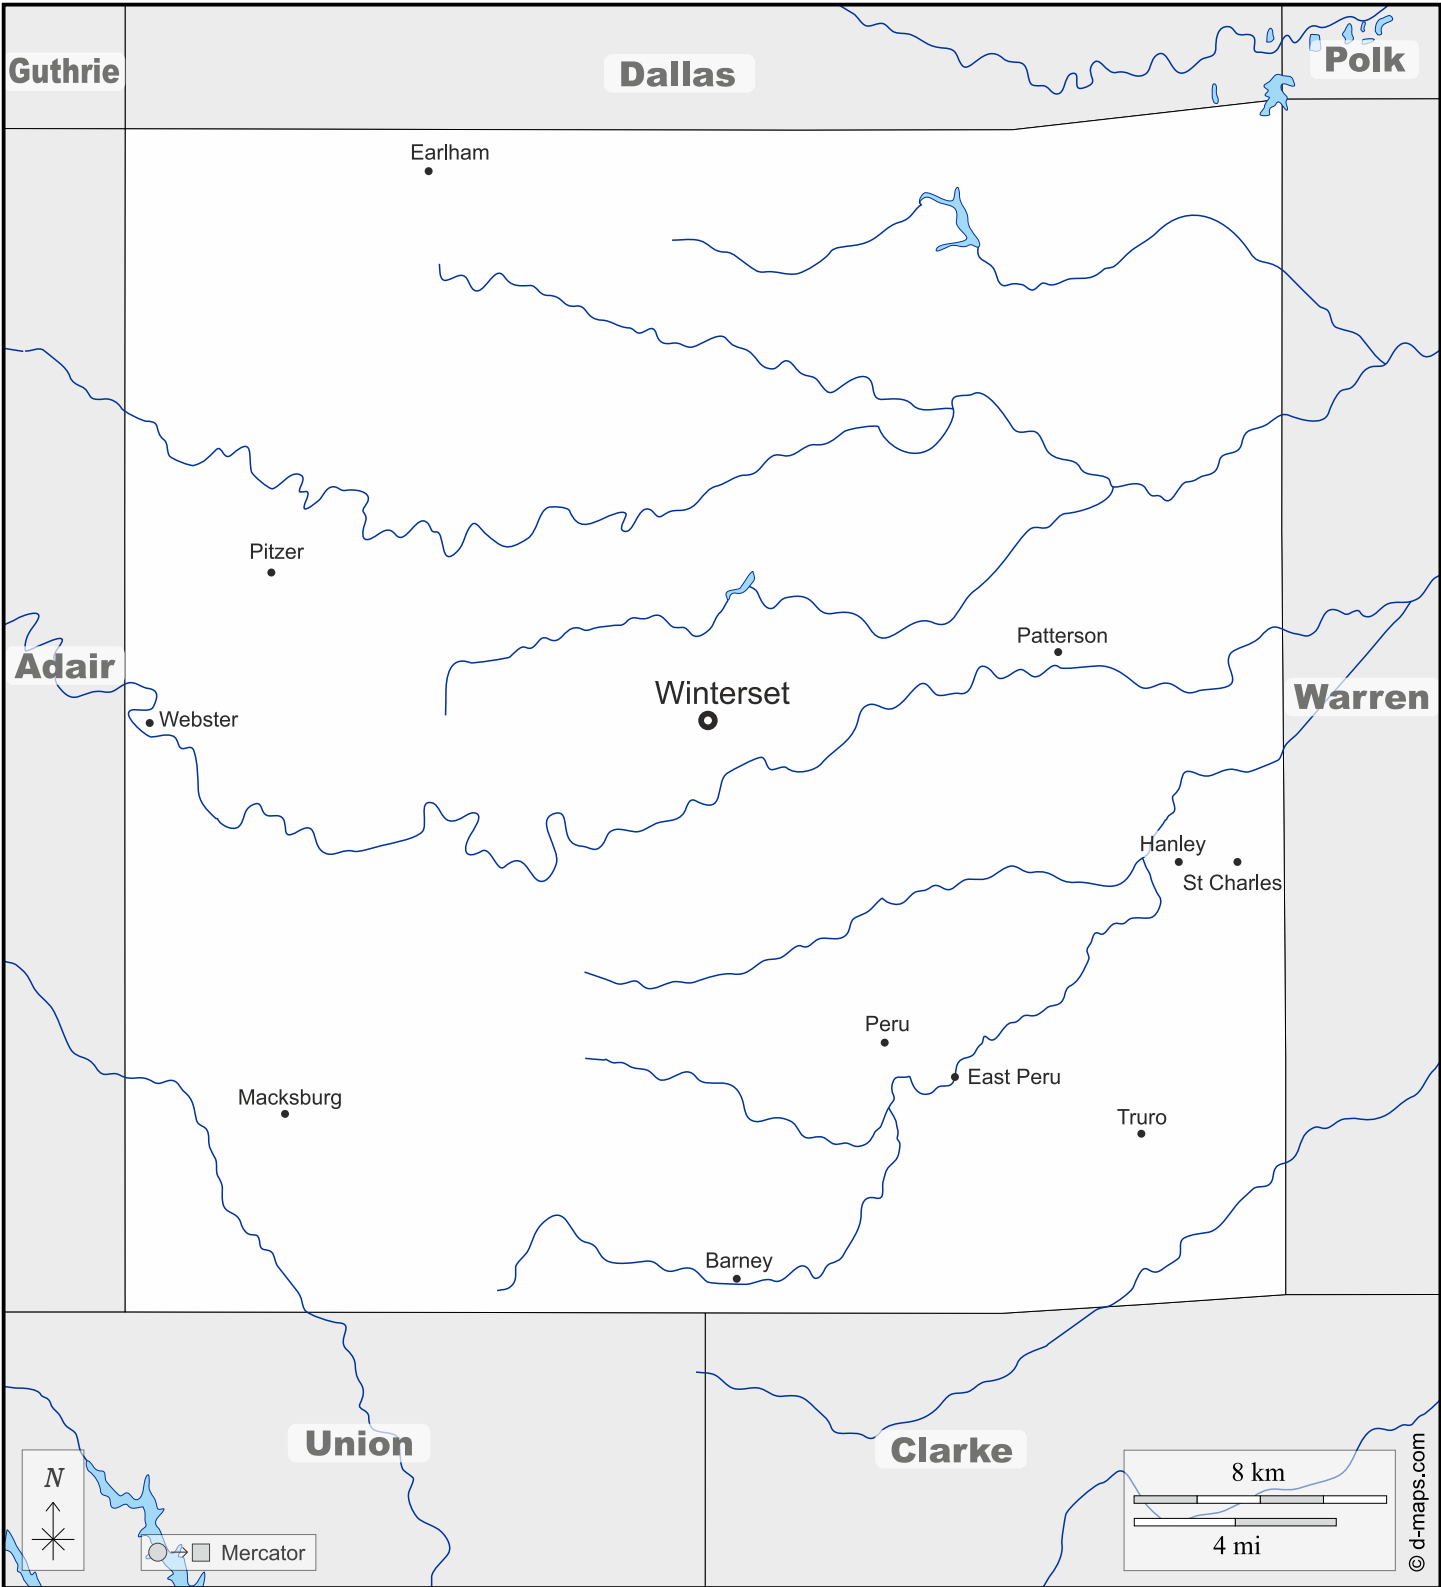 Guthrie
Dallas
Polk
Earlham
Pitzer
Patterson
Adair
Winterset
Warren
Webster
Hanley
St Charles
Peru
East Peru
Macksburg
Truro
Barney
Union
Clarke
N
Mercator
8 km
4 mi
© d-maps.com